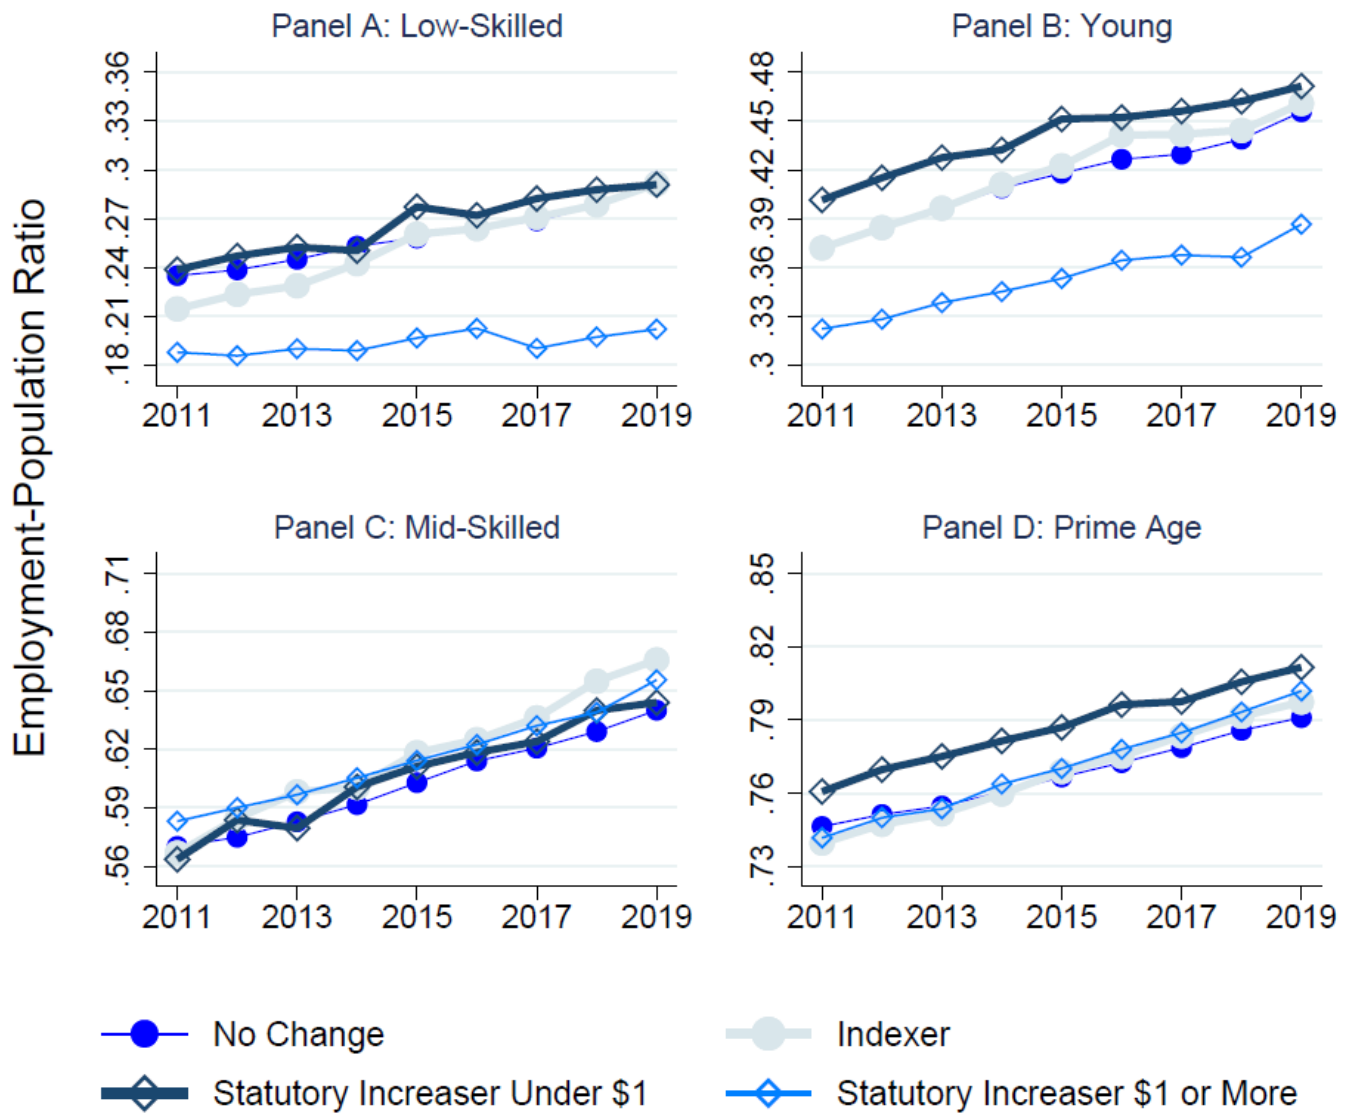 Panel A: Low-Skilled
Panel B: Young
.36
.33
.3
.27
.24
.21
.18
2011 2013 2015 2017 2019
.48
.45
.42
.39
.36
.33
.3
2011 2013 2015 2017 2019
Employment-Population Ratio
Panel C: Mid-Skilled
Panel D: Prime Age
.71
.68
.65
.62
.59
.56
2011 2013 2015 2017 2019
.85
.82
.79
.76
.73
2011 2013 2015 2017 2019
No Change
Indexer
Statutory Increaser Under $1
Statutory Increaser $1 or More